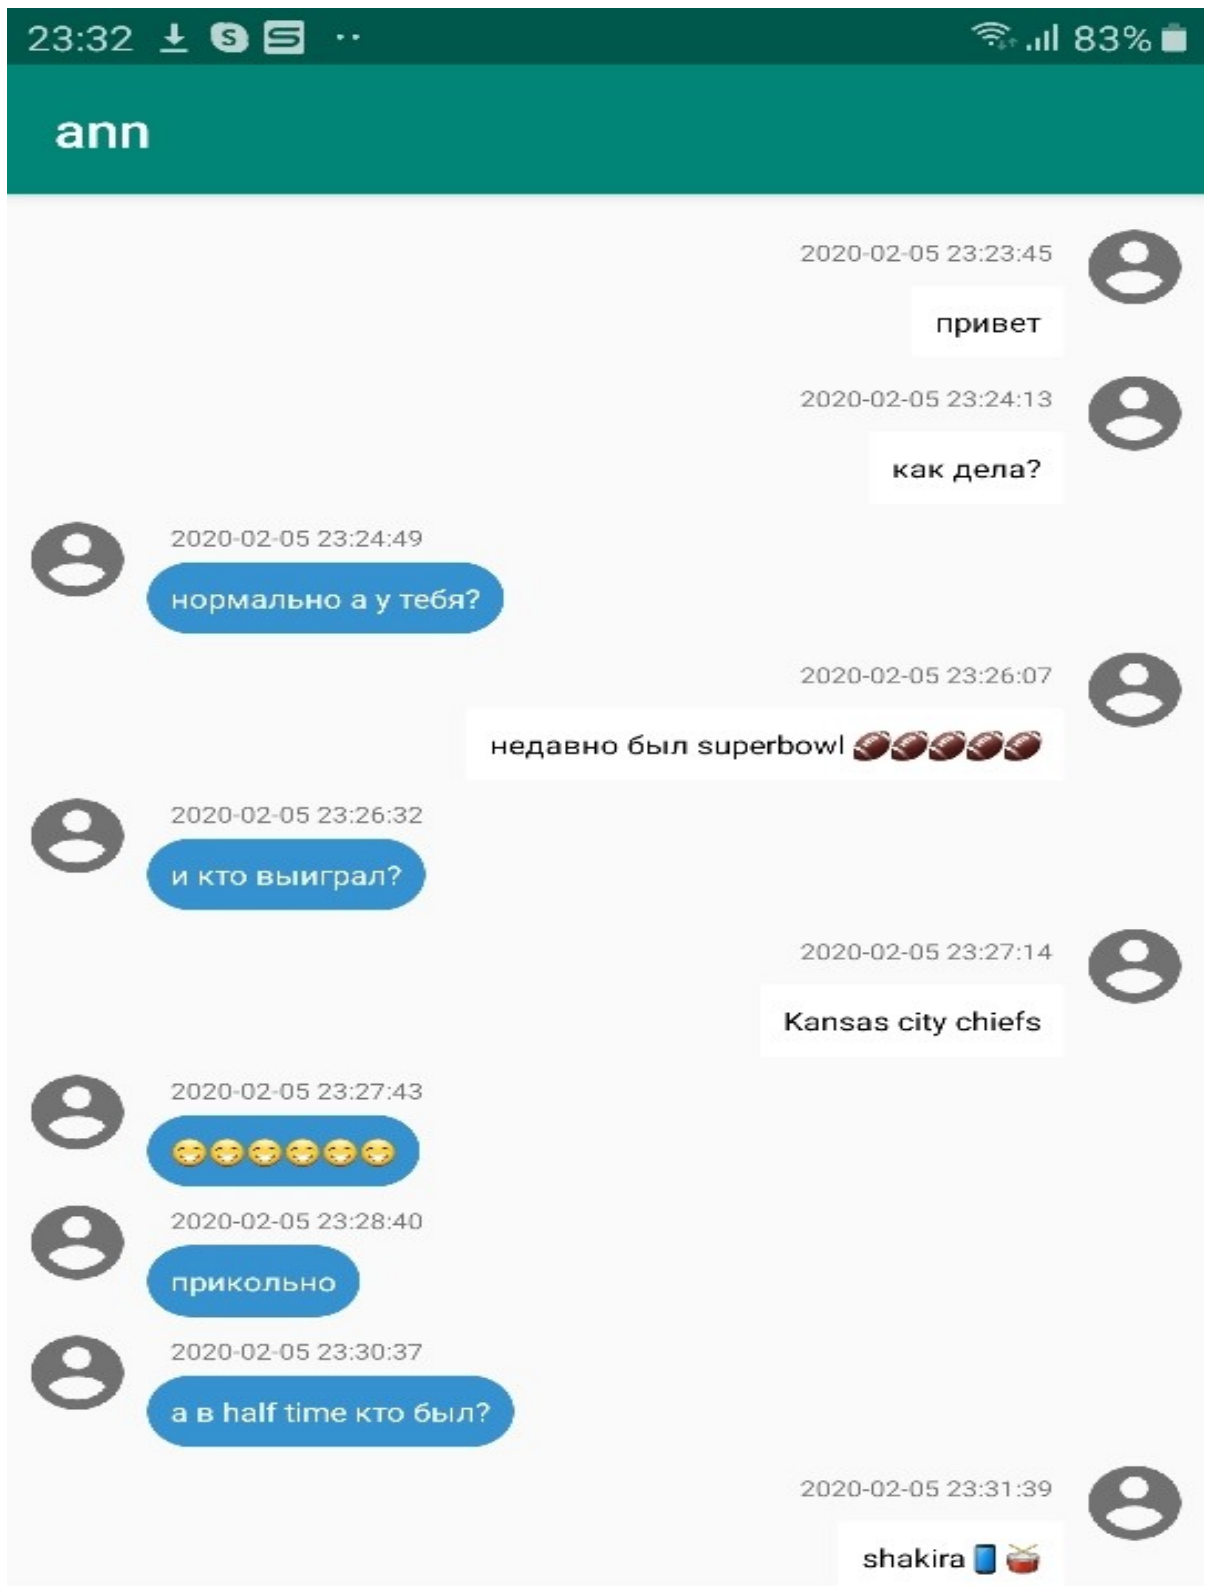 23:32 83%
ann
2020-02-05 23:23:45
привет
2020-02-05 23:24:13
как дела?
2020-02-05 23:24:49
нормально а у тебя?
2020-02-05 23:26:07
недавно был superbowl 🏈🏈🏈🏈🏈
2020-02-05 23:26:32
и кто выиграл?
2020-02-05 23:27:14
Kansas city chiefs
2020-02-05 23:27:43
😁😁😁😁😁😁
2020-02-05 23:28:40
прикольно
2020-02-05 23:30:37
а в half time кто был?
2020-02-05 23:31:39
shakira 📱 🥁